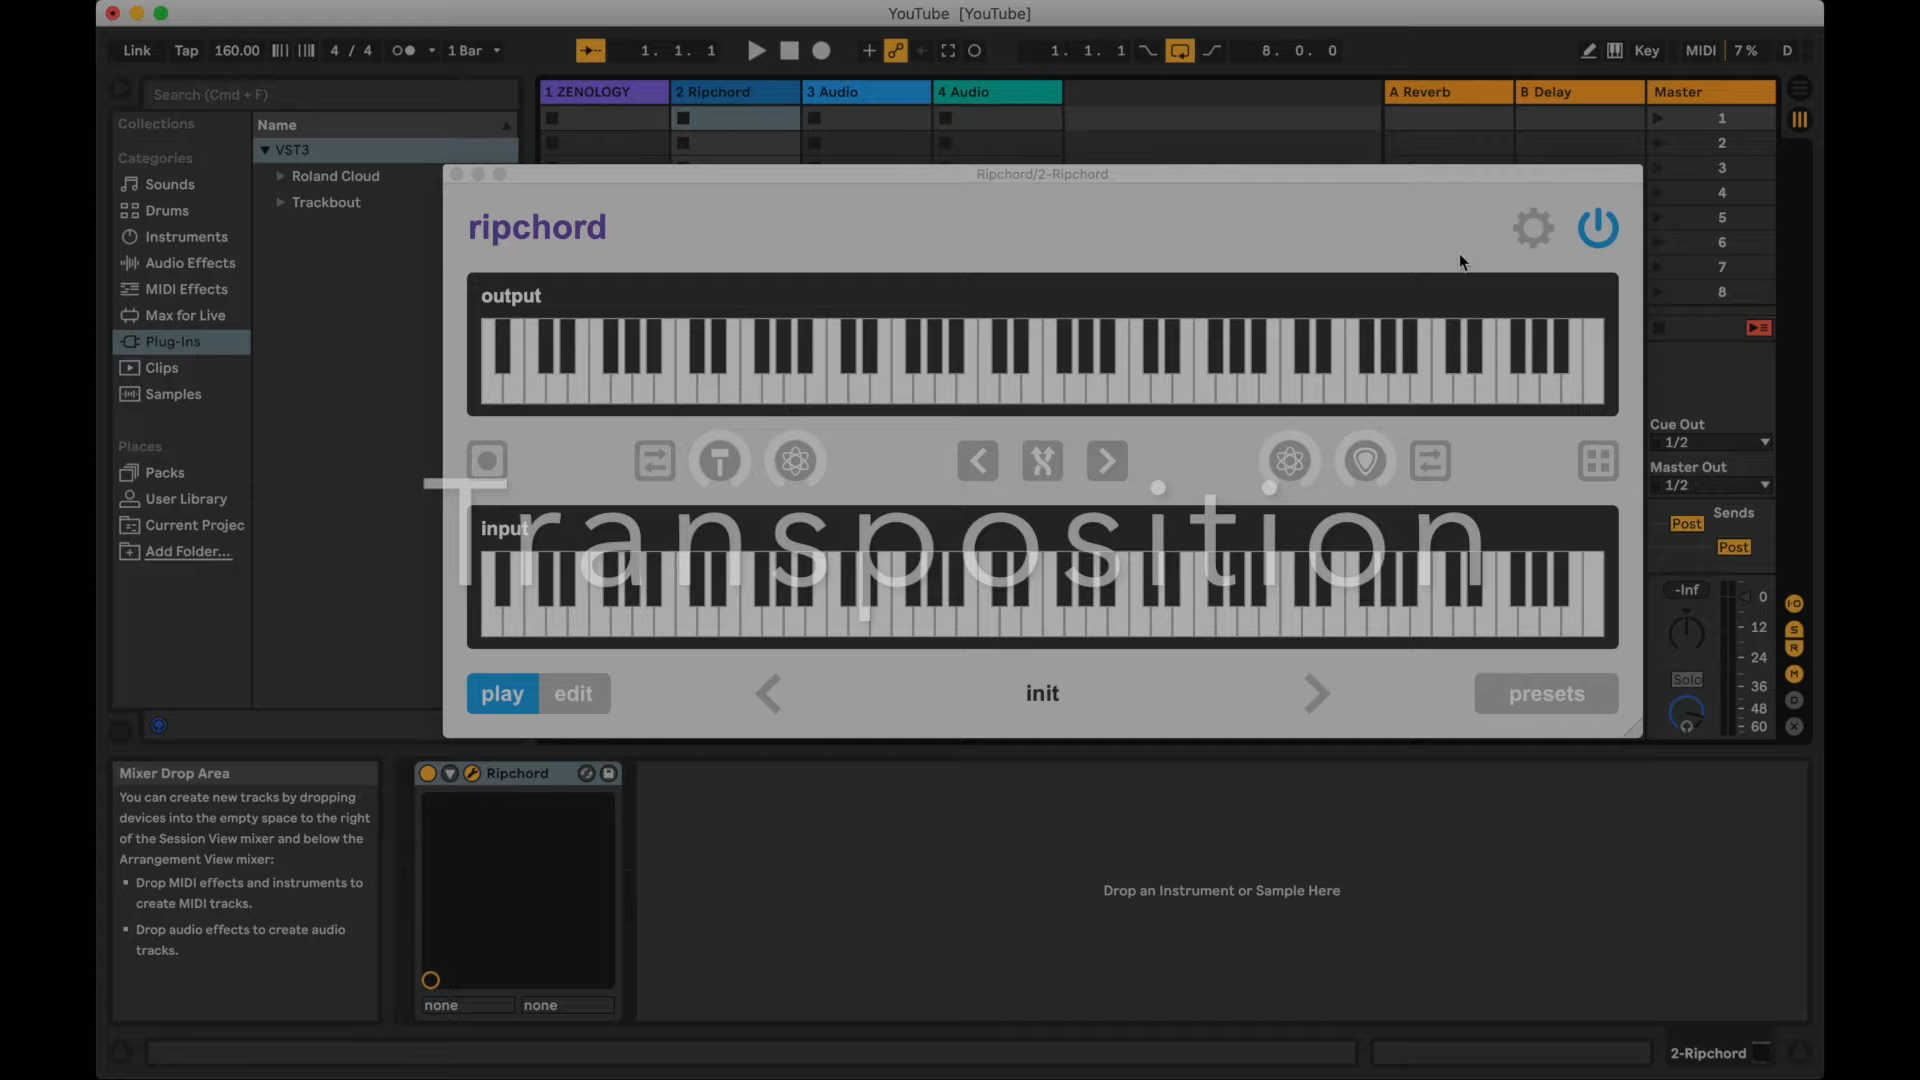 YouTube [YouTube]
Link Tap 160.00 4 / 4 1 Bar 1. 1. 1 1. 1. 1 8. 0. 0 Key MIDI 7 % D
Search (Cmd + F)
Collections
Categories
Sounds
Drums
Instruments
Audio Effects
MIDI Effects
Max for Live
Plug-Ins
Clips
Samples
Places
Packs
User Library
Current Projec
Add Folder...
Name
VST3
Roland Cloud
Trackbout
1 ZENOLOGY 2 Ripchord 3 Audio 4 Audio A Reverb B Delay Master
1
2
3
4
5
6
7
8
Ripchord/2-Ripchord
ripchord
output
Transposition
input
play edit init presets
Cue Out
1/2
Master Out
1/2
Sends
Post
Post
-Inf
0
12
24
36
48
60
Solo
I-O
S
R
M
D
X
Mixer Drop Area
You can create new tracks by dropping
devices into the empty space to the right
of the Session View mixer and below the
Arrangement View mixer:
Drop MIDI effects and instruments to
create MIDI tracks.
Drop audio effects to create audio
tracks.
Ripchord
none none
Drop an Instrument or Sample Here
2-Ripchord